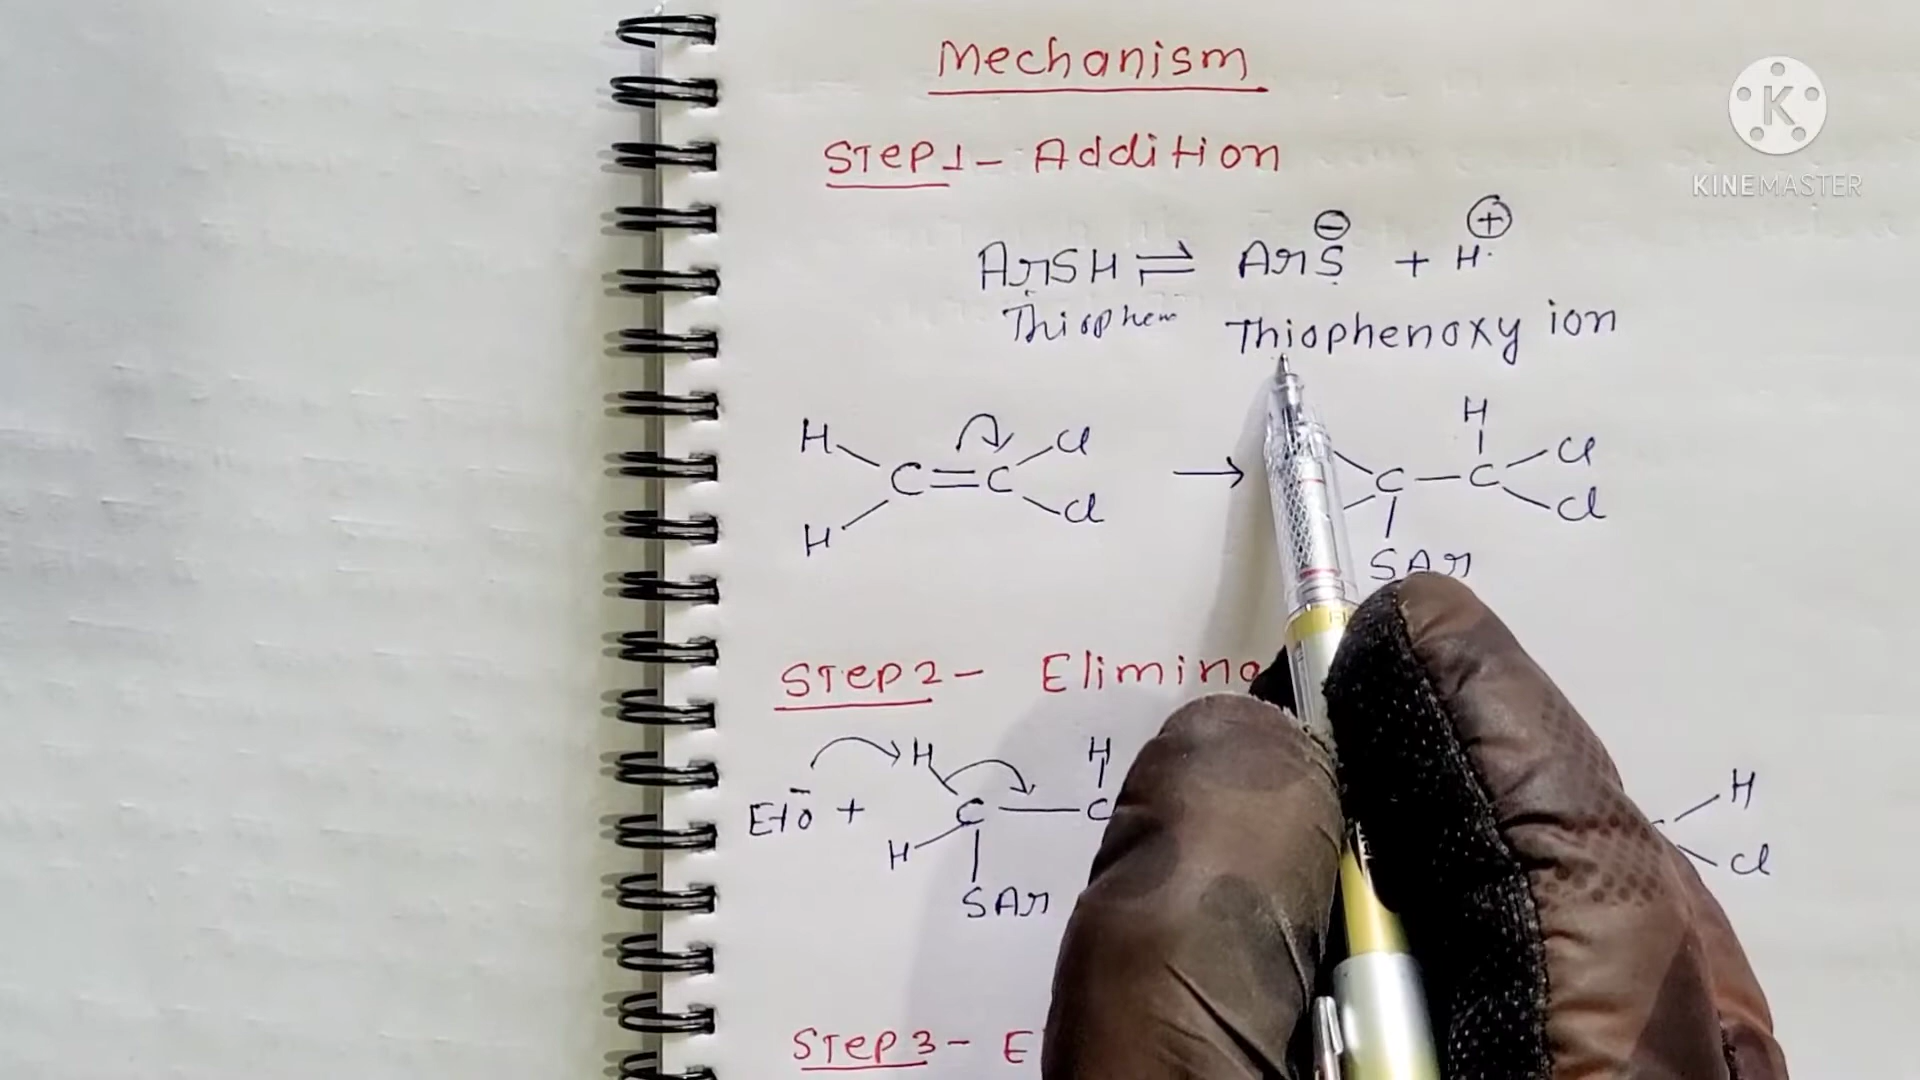 Mechanism
Step1 - Addition
ArSH ⇌ ArS⊖ + H⊕
Thiophen Thiophenoxy ion
H Cl H Cl
C=C → C-C
H Cl Cl
SAr
Step2 - Elimina
H H H
EtO⁻ + C-C
H Cl
SAr
Step3 - El
K
KINEMASTER